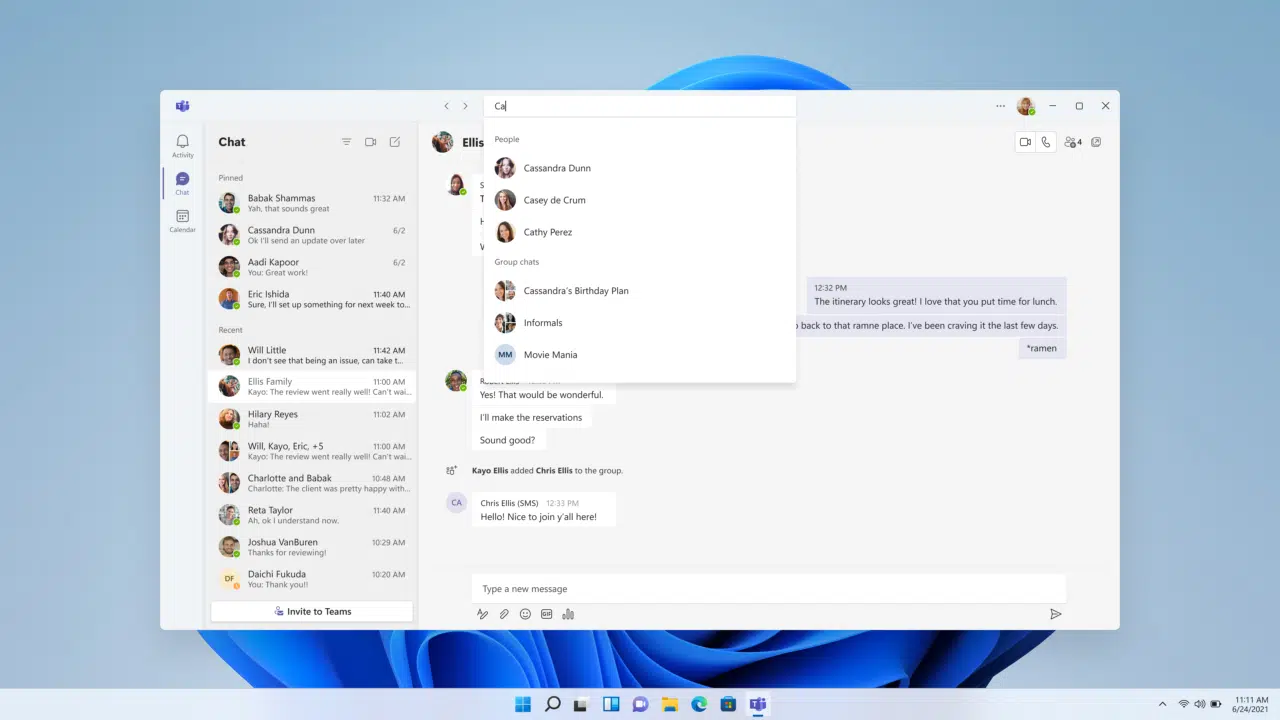 Ca
Activity
Chat
Calendar
Chat
Pinned
Babak Shammas 11:32 AM
Yah, that sounds great
Cassandra Dunn 6/2
Ok I'll send an update over later
Aadi Kapoor 6/2
You: Great work!
Eric Ishida 11:40 AM
Sure, I'll set up something for next week to...
Recent
Will Little 11:42 AM
I don't see that being an issue, can take t...
Ellis Family 11:00 AM
Kayo: The review went really well! Can't wai...
Hilary Reyes 11:02 AM
Haha!
Will, Kayo, Eric, +5 11:00 AM
Kayo: The review went really well! Can't wai...
Charlotte and Babak 10:48 AM
Charlotte: The client was pretty happy with...
Reta Taylor 11:40 AM
Ah, ok I understand now.
Joshua VanBuren 10:29 AM
Thanks for reviewing!
DF
Daichi Fukuda 10:20 AM
You: Thank you!!
Invite to Teams
Ellis
4
People
Cassandra Dunn
Casey de Crum
Cathy Perez
Group chats
Cassandra's Birthday Plan
Informals
MM
Movie Mania
12:32 PM
The itinerary looks great! I love that you put time for lunch.
back to that ramne place. I've been craving it the last few days.
*ramen
Yes! That would be wonderful.
I'll make the reservations
Sound good?
Kayo Ellis added Chris Ellis to the group.
CA
Chris Ellis (SMS) 12:33 PM
Hello! Nice to join y'all here!
Type a new message
GIF
11:11 AM
6/24/2021